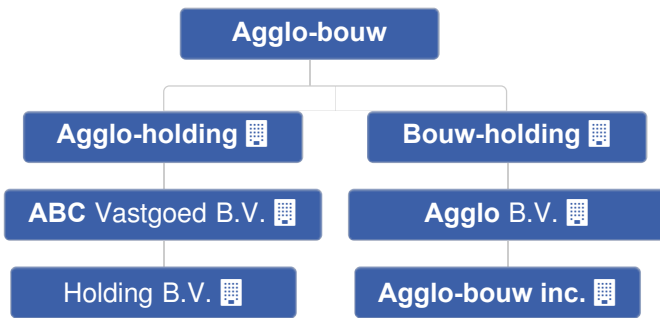 Agglo-bouw
Agglo-holding
Bouw-holding
ABC Vastgoed B.V.
Agglo B.V.
Holding B.V.
Agglo-bouw inc.